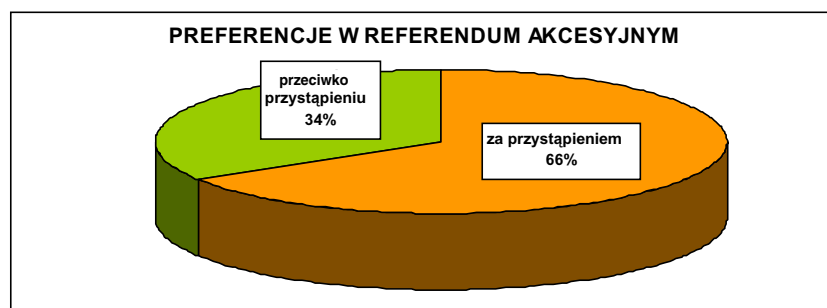 PREFERENCJE W REFERENDUM AKCESYJNYM
przeciwko
przystąpieniu
34%
za przystąpieniem
66%